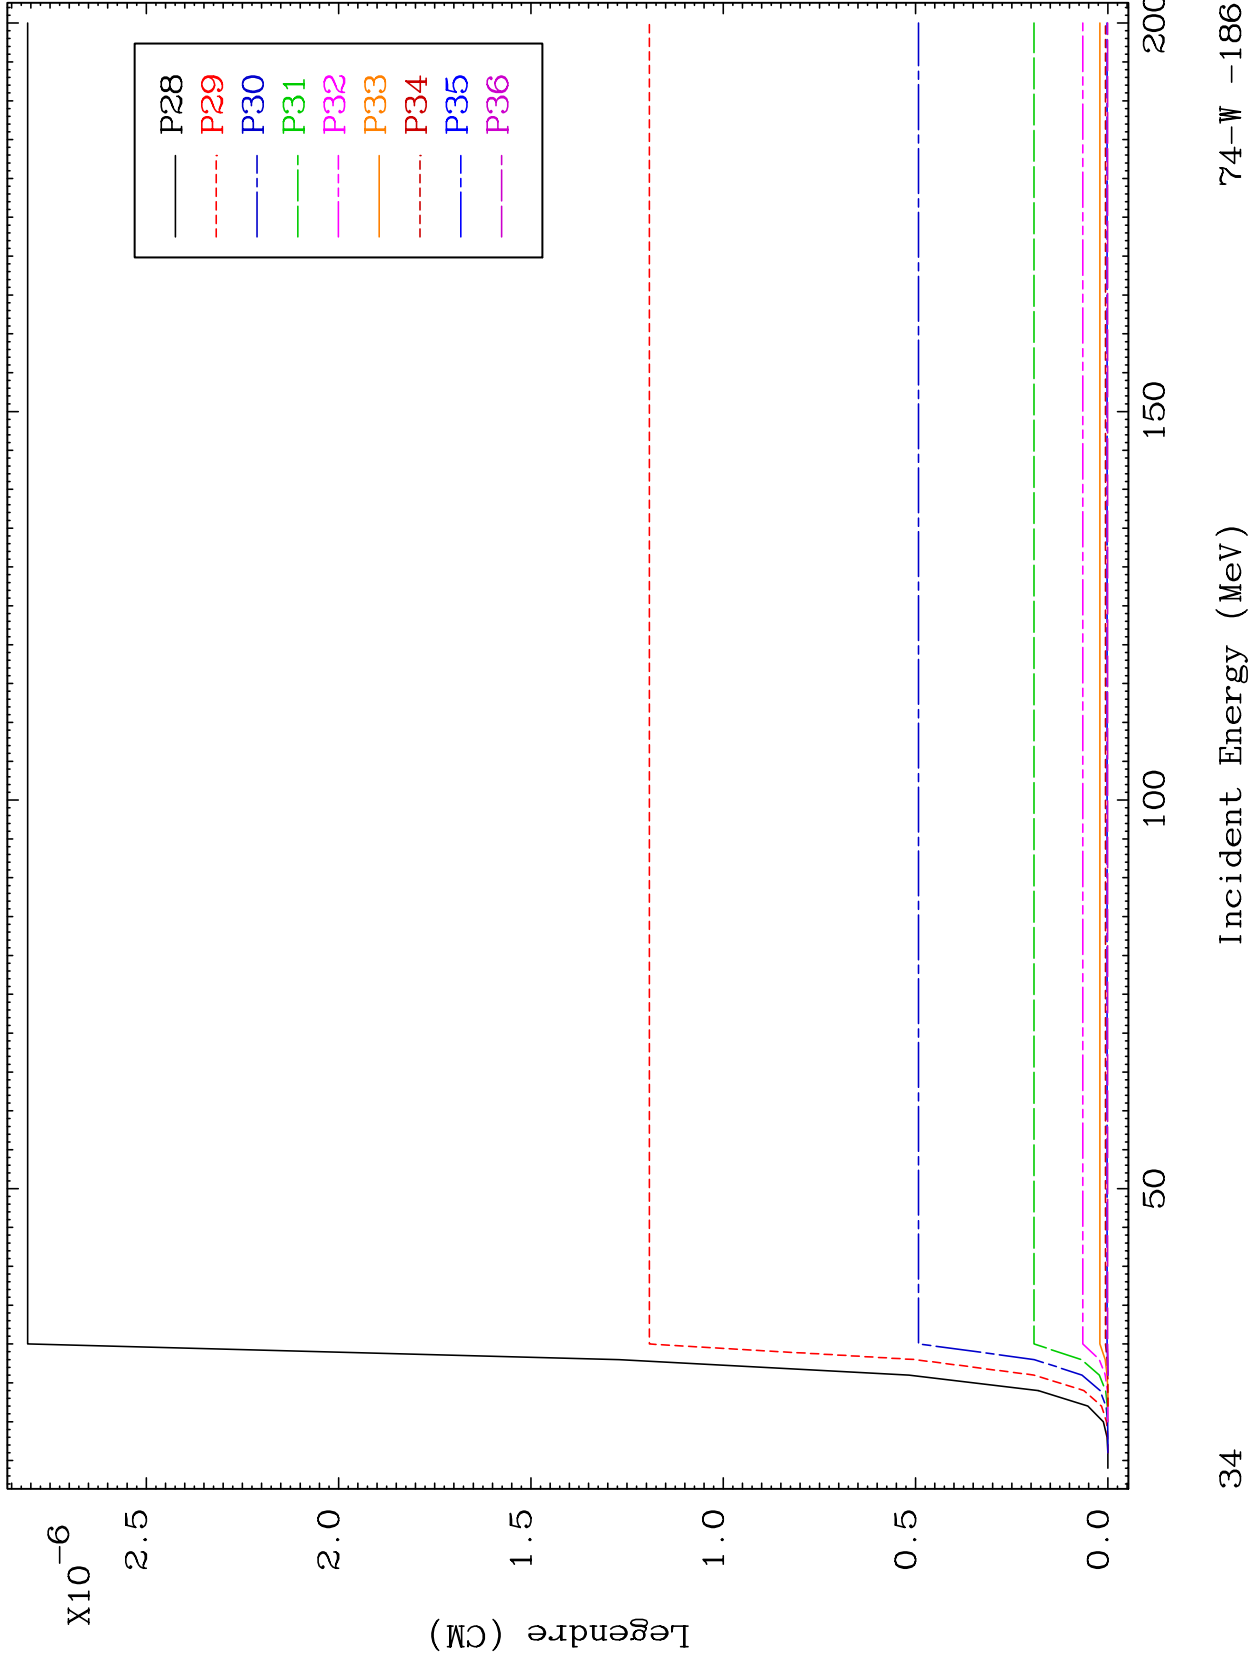 X10-6
2.5
2.0
1.5
1.0
0.5
0.0
Legendre (CM)
P28
P29
P30
P31
P32
P33
P34
P35
P36
50
100
150
200
Incident Energy (MeV)
34
74-W -186